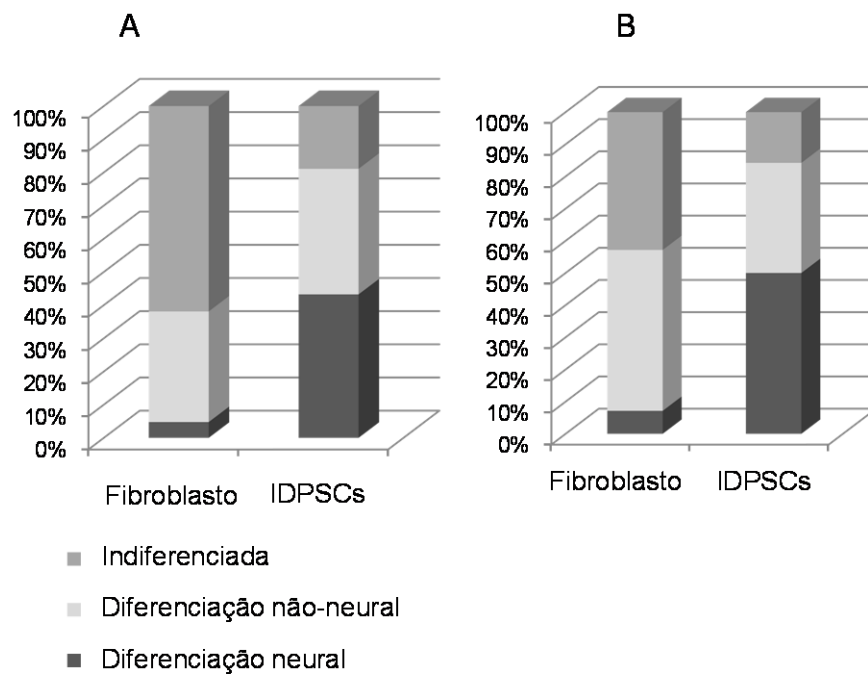 A
B
100%
90%
80%
70%
60%
50%
40%
30%
20%
10%
0%
Fibroblasto
IDPSCs
100%
90%
80%
70%
60%
50%
40%
30%
20%
10%
0%
Fibroblasto
IDPSCs
Indiferenciada
Diferenciação não-neural
Diferenciação neural